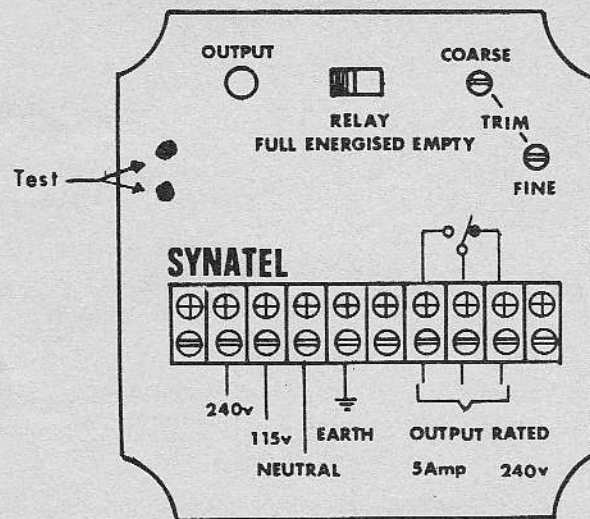 OUTPUT
COARSE
RELAY
TRIM
FULL ENERGISED EMPTY
Test
FINE
SYNATEL
240v
115v
EARTH
OUTPUT RATED
NEUTRAL
5Amp 240v